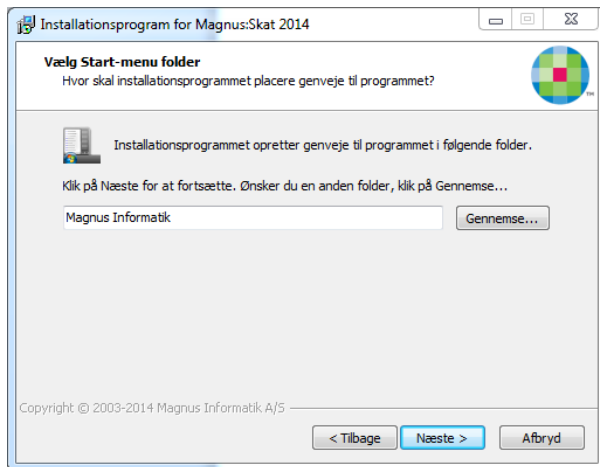 Installationsprogram for Magnus:Skat 2014
Vælg Start-menu folder
Hvor skal installationsprogrammet placere genveje til programmet?
TM
Installationsprogrammet opretter genveje til programmet i følgende folder.
Klik på Næste for at fortsætte. Ønsker du en anden folder, klik på Gennemse...
Magnus Informatik
Gennemse...
Copyright © 2003-2014 Magnus Informatik A/S
< Tilbage
Næste >
Afbryd